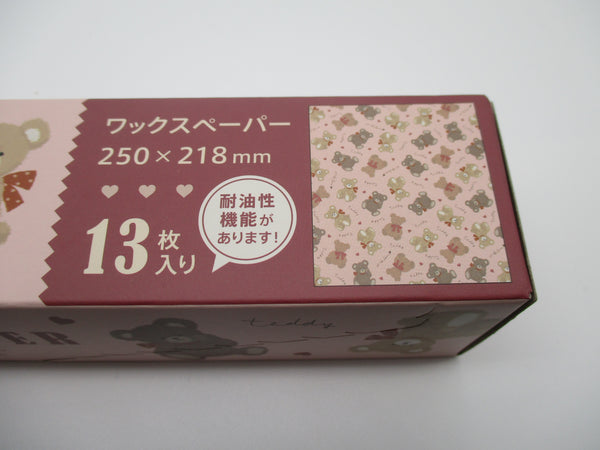 ワックスペーパー
250×218mm
13枚入り
耐油性
機能が
あります!
teddy